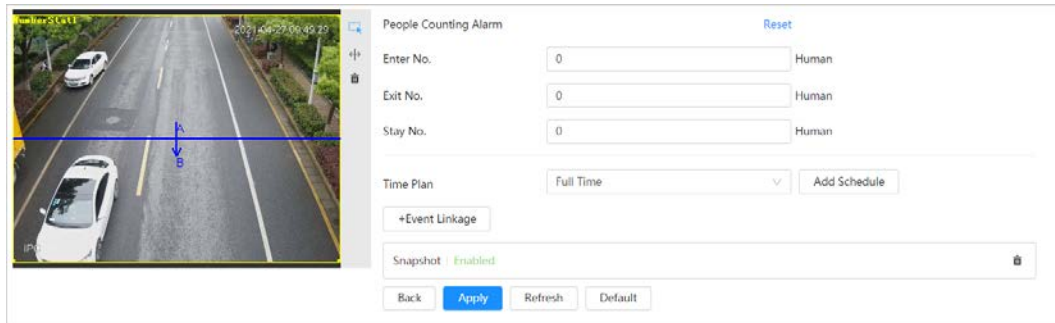 NumberStat1
2021-04-27 09:49:29
A
B
IPC
People Counting Alarm
Reset
Enter No.
0
Human
Exit No.
0
Human
Stay No.
0
Human
Time Plan
Full Time
Add Schedule
+Event Linkage
Snapshot Enabled
Back
Apply
Refresh
Default